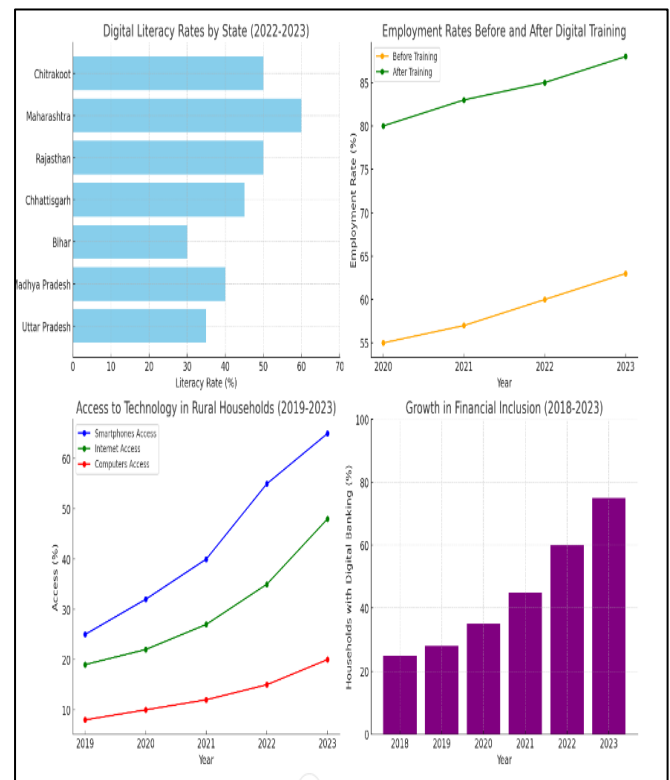 Digital Literacy Rates by State (2022-2023)
Chitrakoot
Maharashtra
Rajasthan
Chhattisgarh
Bihar
Madhya Pradesh
Uttar Pradesh
0 10 20 30 40 50 60 70
Literacy Rate (%)
Employment Rates Before and After Digital Training
Before Training
After Training
Employment Rate (%)
85
80
75
70
65
60
55
2020 2021 2022 2023
Year
Access to Technology in Rural Households (2019-2023)
Smartphones Access
Internet Access
Computers Access
Access (%)
60
50
40
30
20
10
2019 2020 2021 2022 2023
Year
Growth in Financial Inclusion (2018-2023)
Households with Digital Banking (%)
100
80
60
40
20
0
2018 2019 2020 2021 2022 2023
Year